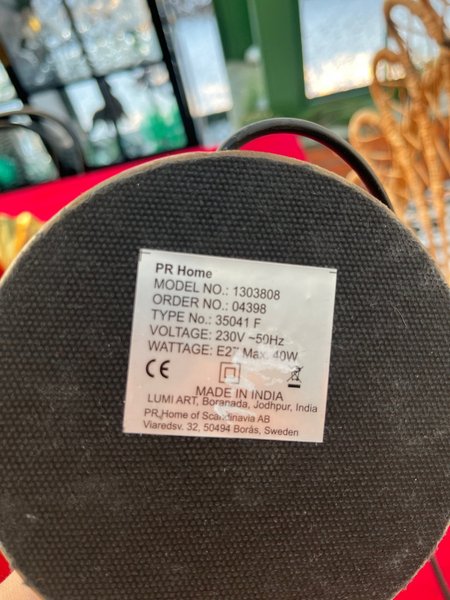 PR Home
MODEL NO.: 1303808
ORDER NO.: 04398
TYPE No.: 35041 F
VOLTAGE: 230V ~50Hz
WATTAGE: E27 Max. 40W
CE
MADE IN INDIA
LUMI ART, Boranada, Jodhpur, India
PR Home of Scandinavia AB
Viaredsv. 32, 50494 Borås, Sweden